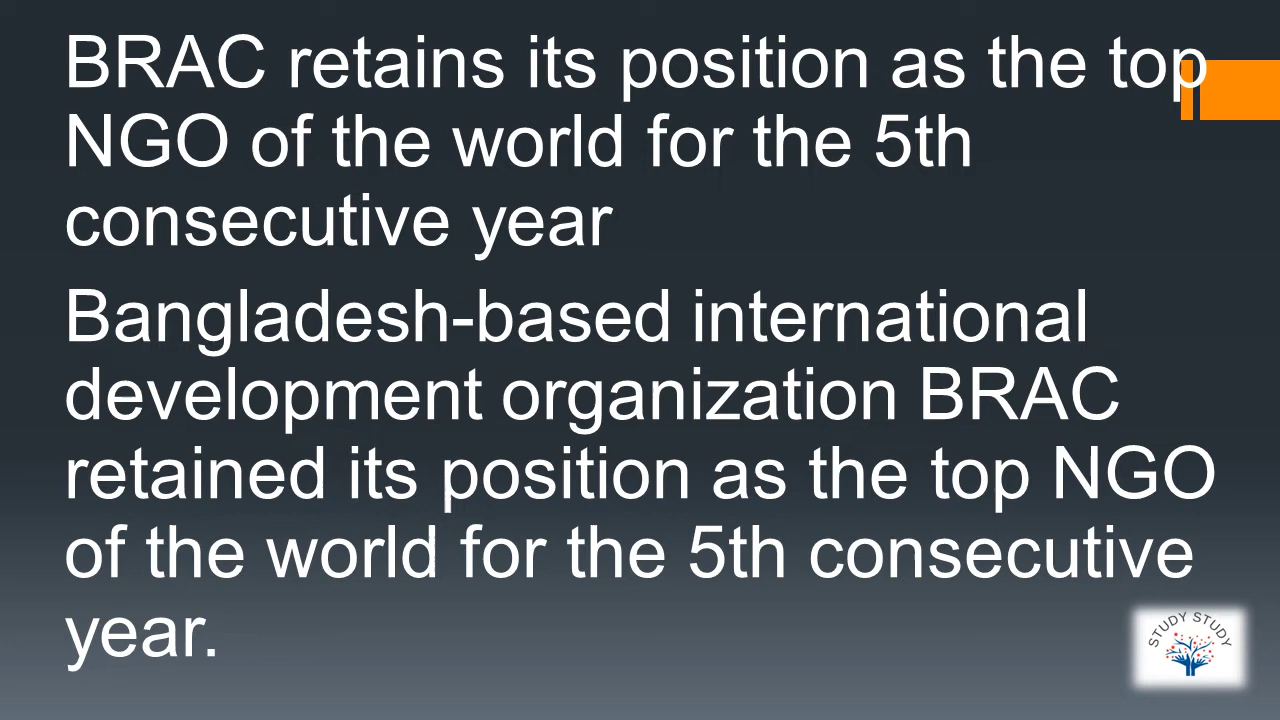 BRAC retains its position as the top
NGO of the world for the 5th
consecutive year
Bangladesh-based international
development organization BRAC
retained its position as the top NGO
of the world for the 5th consecutive
year.
STUDY STUDY